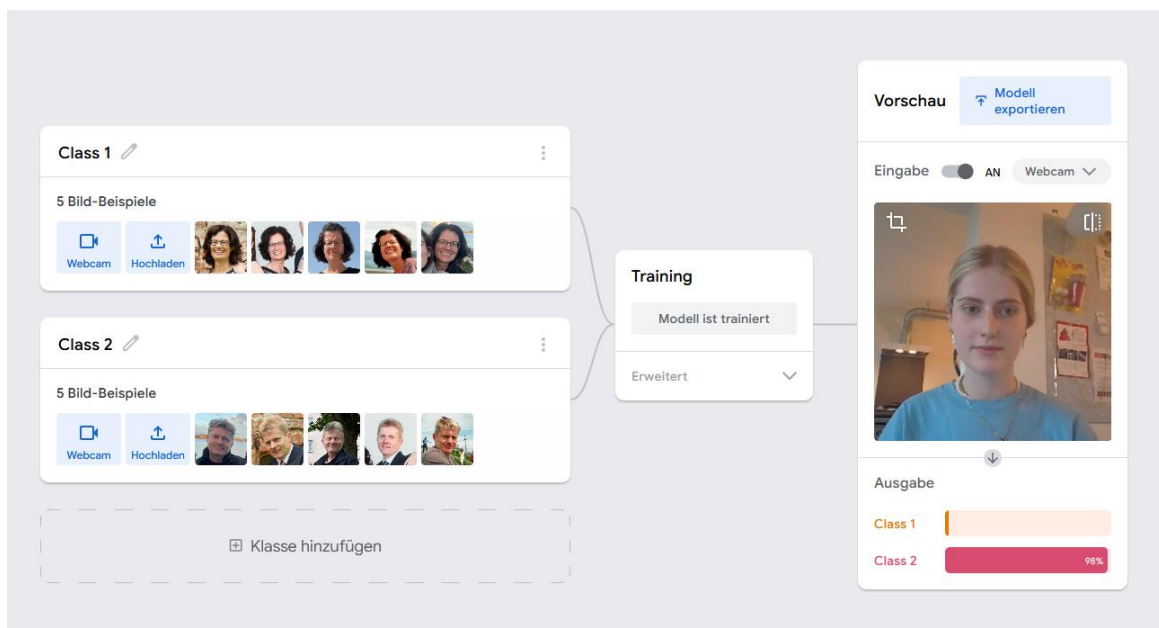 Class 1
5 Bild-Beispiele
Webcam
Hochladen
Class 2
5 Bild-Beispiele
Webcam
Hochladen
Klasse hinzufügen
Training
Modell ist trainiert
Erweitert
Vorschau
Modell
exportieren
Eingabe AN Webcam
Ausgabe
Class 1
Class 2 98%